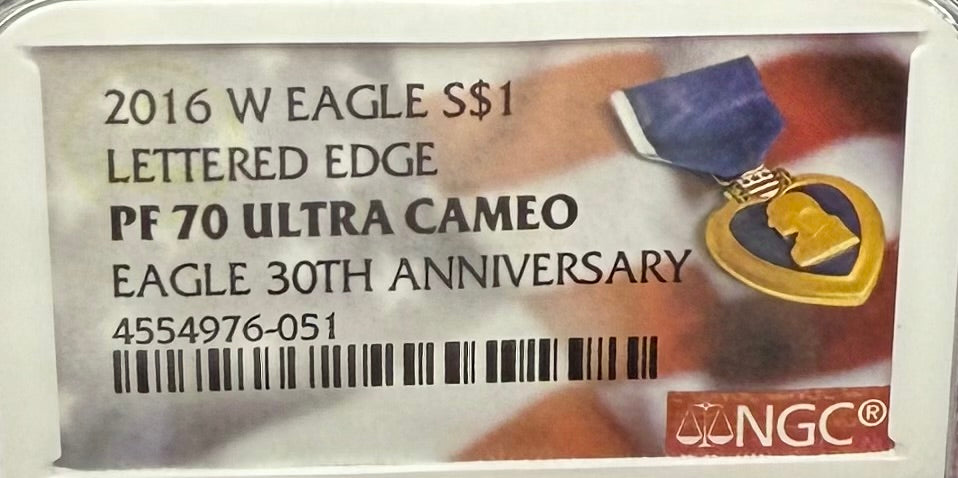 2016 W EAGLE S$1
LETTERED EDGE
PF 70 ULTRA CAMEO
EAGLE 30TH ANNIVERSARY
4554976-051
NGC®